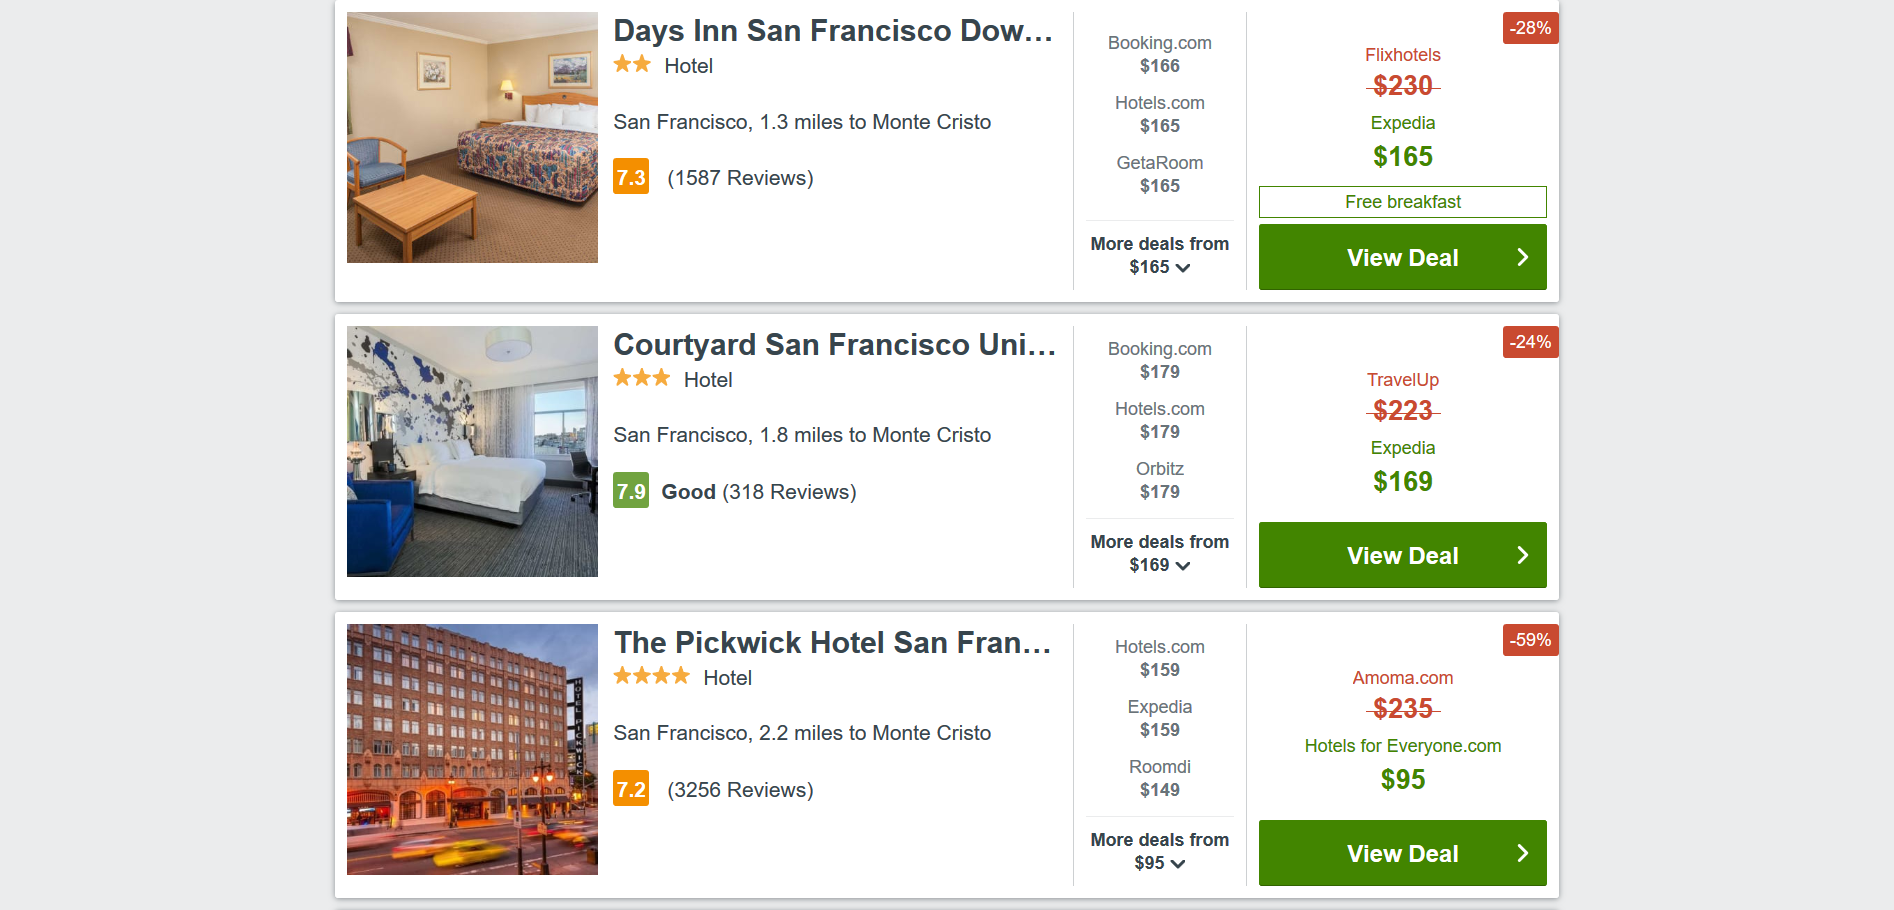 Days Inn San Francisco Dow...
Hotel
San Francisco, 1.3 miles to Monte Cristo
7.3 (1587 Reviews)
Booking.com
$166
Hotels.com
$165
GetaRoom
$165
More deals from
$165
-28%
Flixhotels
$230
Expedia
$165
Free breakfast
View Deal
Courtyard San Francisco Uni...
Hotel
San Francisco, 1.8 miles to Monte Cristo
7.9 Good (318 Reviews)
Booking.com
$179
Hotels.com
$179
Orbitz
$179
More deals from
$169
-24%
TravelUp
$223
Expedia
$169
View Deal
HOTEL PICKWICK
The Pickwick Hotel San Fran...
Hotel
San Francisco, 2.2 miles to Monte Cristo
7.2 (3256 Reviews)
Hotels.com
$159
Expedia
$159
Roomdi
$149
More deals from
$95
-59%
Amoma.com
$235
Hotels for Everyone.com
$95
View Deal